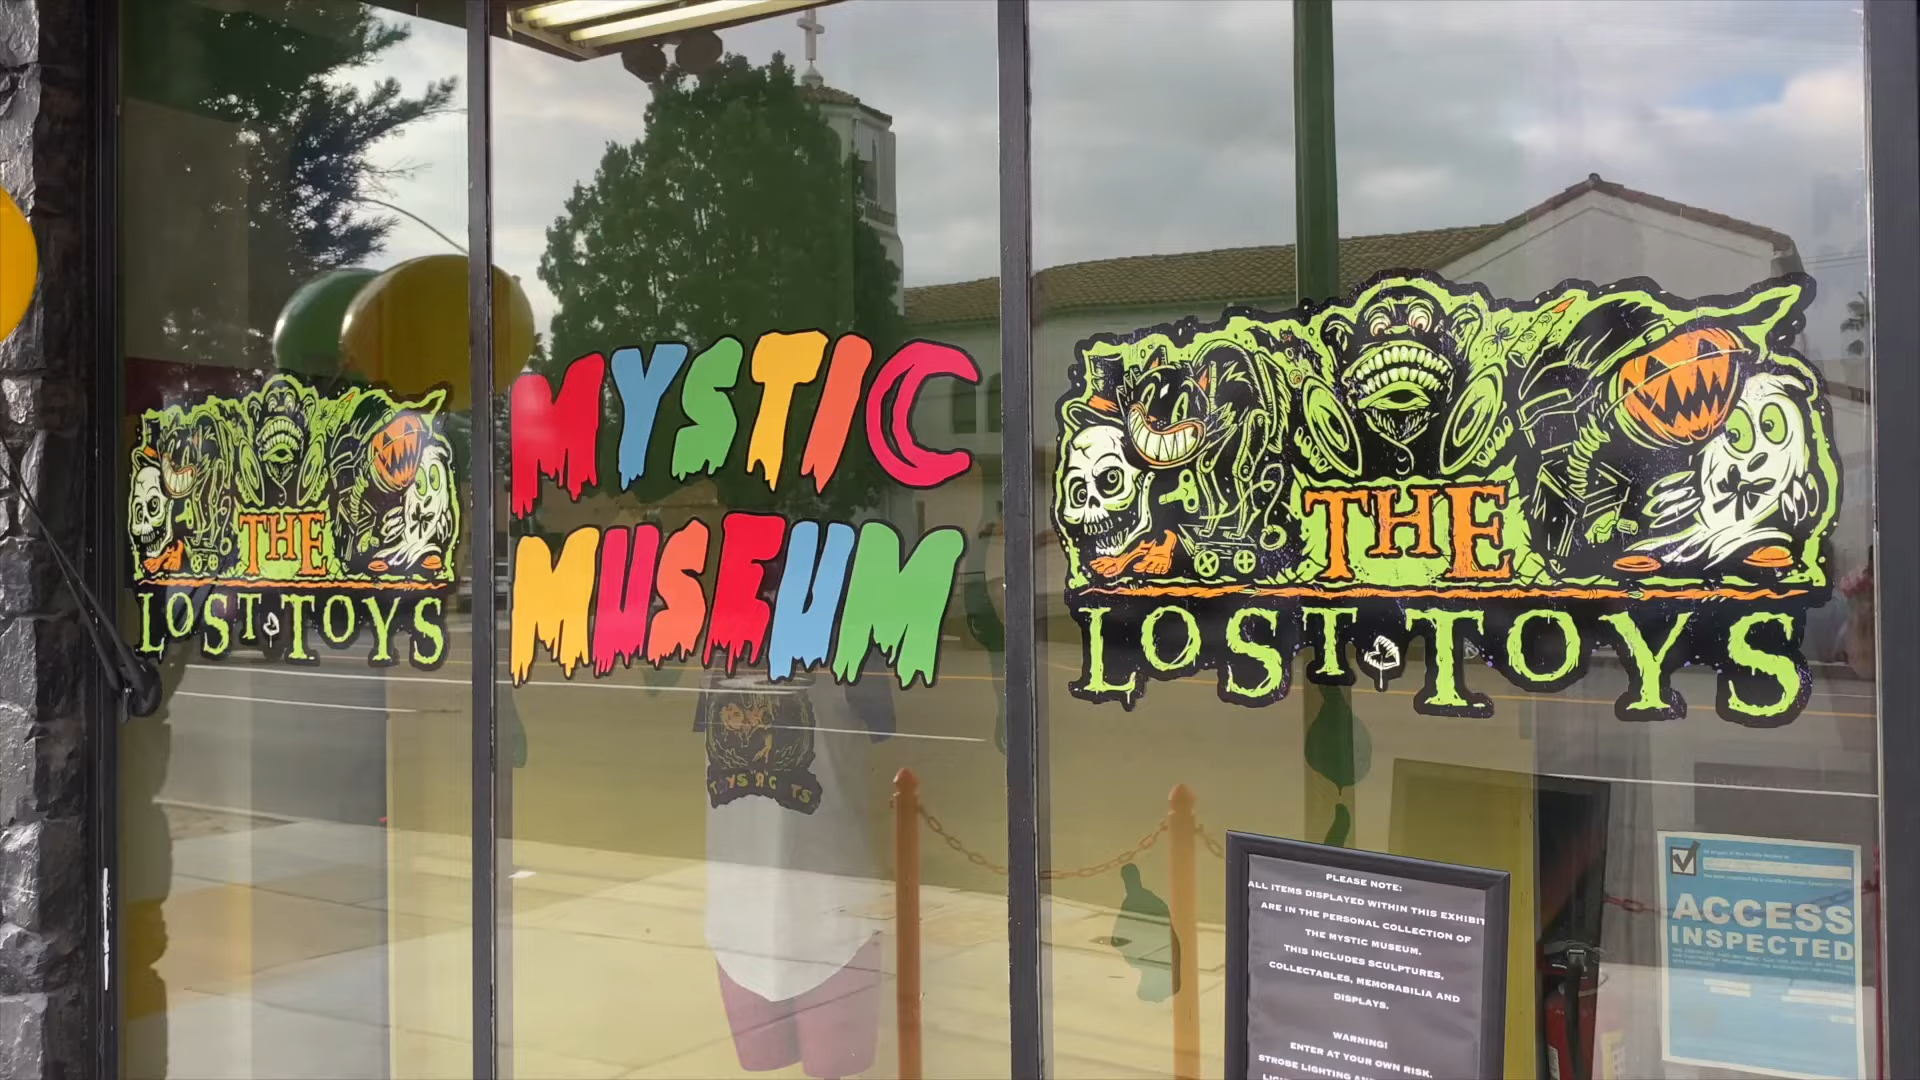 THE
LOST TOYS
MYSTIC
MUSEUM
THE
LOST TOYS
PLEASE NOTE:
ALL ITEMS DISPLAYED WITHIN THIS EXHIBIT
ARE IN THE PERSONAL COLLECTION OF
THE MYSTIC MUSEUM.
THIS INCLUDES SCULPTURES,
COLLECTABLES, MEMORABILIA AND
DISPLAYS.
WARNING!
ENTER AT YOUR OWN RISK.
STROBE LIGHTING
ACCESS
INSPECTED